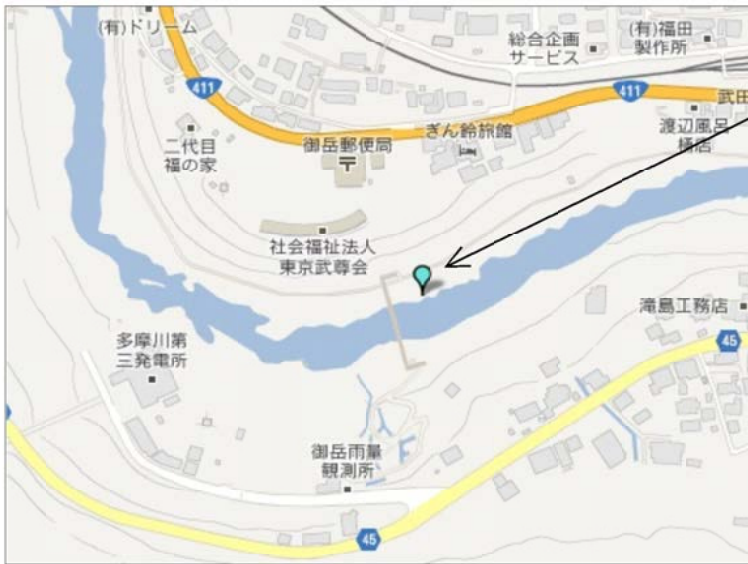 (有)ドリーム
総合企画
サービス
(有)福田
製作所
411
411
武田
二代目
福の家
御岳郵便局
ぎん鈴旅館
渡辺風呂
桶店
社会福祉法人
東京武尊会
滝島工務店
多摩川第
三発電所
45
御岳雨量
観測所
45